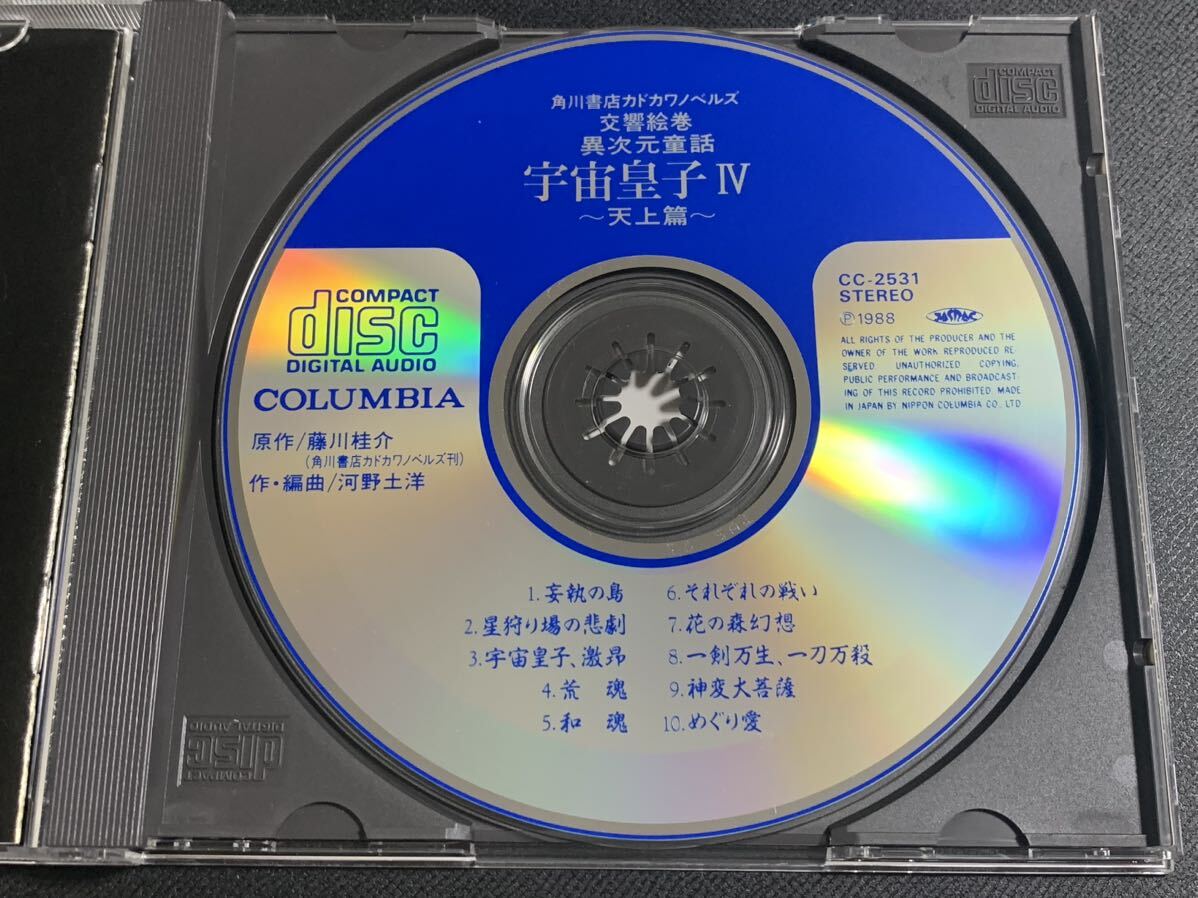 角川書店カドカワノベルズ
交響絵巻
異次元童話
宇宙皇子 IV
～天上篇～
COMPACT
disc
DIGITAL AUDIO
COLUMBIA
原作/藤川桂介
(角川書店カドカワノベルズ刊)
作・編曲/河野土洋
CC-2531
STEREO
Ⓟ1988 JASRAC
ALL RIGHTS OF THE PRODUCER AND THE
OWNER OF THE WORK REPRODUCED RE-
SERVED UNAUTHORIZED COPYING,
PUBLIC PERFORMANCE AND BROADCAST-
ING OF THIS RECORD PROHIBITED. MADE
IN JAPAN BY NIPPON COLUMBIA CO., LTD
1. 妄執の島
2. 星狩り場の悲劇
3. 宇宙皇子、激昂
4. 荒 魂
5. 和 魂
6. それぞれの戦い
7. 花の森幻想
8. 一剣万生、一刀万殺
9. 神変大菩薩
10. めぐり愛
COMPACT
disc
DIGITAL AUDIO
COMPACT
disc
DIGITAL AUDIO